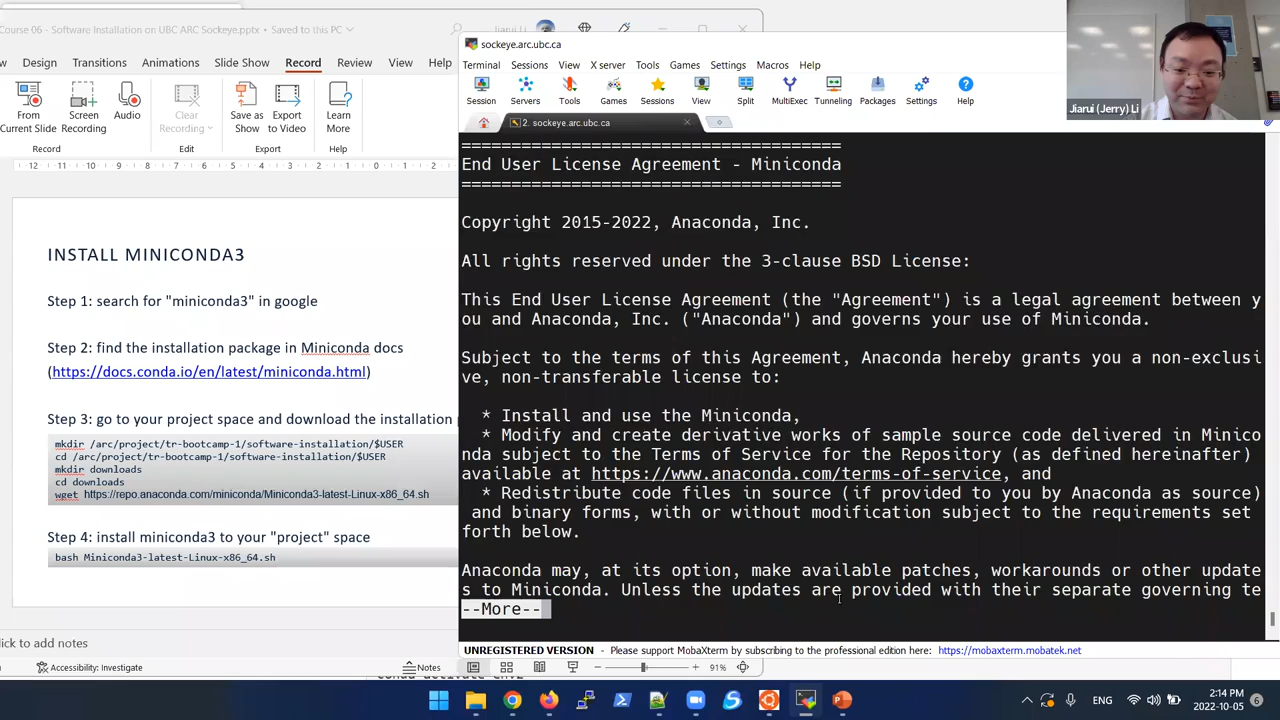 Course 06 - Software Installation on UBC ARC Sockeye.pptx • Saved to this PC
Jiarui Li
Design Transitions Animations Slide Show Record Review View Help
From Current Slide
Screen Recording
Audio
Clear Recording
Save as Show
Export to Video
Learn More
Record Edit Export Help
12 11 10 9 8 7 6 5 4 3 2 1
INSTALL MINICONDA3
Step 1: search for "miniconda3" in google
Step 2: find the installation package in Miniconda docs
(https://docs.conda.io/en/latest/miniconda.html)
Step 3: go to your project space and download the installation
mkdir /arc/project/tr-bootcamp-1/software-installation/$USER
cd /arc/project/tr-bootcamp-1/software-installation/$USER
mkdir downloads
cd downloads
wget https://repo.anaconda.com/miniconda/Miniconda3-latest-Linux-x86_64.sh
Step 4: install miniconda3 to your "project" space
bash Miniconda3-latest-Linux-x86_64.sh
ick to add notes
Accessibility: Investigate
Notes
91%
sockeye.arc.ubc.ca
Terminal Sessions View X server Tools Games Settings Macros Help
Session Servers Tools Games Sessions View Split MultiExec Tunneling Packages Settings Help
2. sockeye.arc.ubc.ca
Jiarui (Jerry) Li
======================================
End User License Agreement - Miniconda
======================================
Copyright 2015-2022, Anaconda, Inc.
All rights reserved under the 3-clause BSD License:
This End User License Agreement (the "Agreement") is a legal agreement between y
ou and Anaconda, Inc. ("Anaconda") and governs your use of Miniconda.
Subject to the terms of this Agreement, Anaconda hereby grants you a non-exclusi
ve, non-transferable license to:
* Install and use the Miniconda,
* Modify and create derivative works of sample source code delivered in Minico
nda subject to the Terms of Service for the Repository (as defined hereinafter)
available at https://www.anaconda.com/terms-of-service, and
* Redistribute code files in source (if provided to you by Anaconda as source)
and binary forms, with or without modification subject to the requirements set
forth below.
Anaconda may, at its option, make available patches, workarounds or other update
s to Miniconda. Unless the updates are provided with their separate governing te
--More--
UNREGISTERED VERSION - Please support MobaXterm by subscribing to the professional edition here: https://mobaxterm.mobatek.net
ENG
2:14 PM
2022-10-05
6